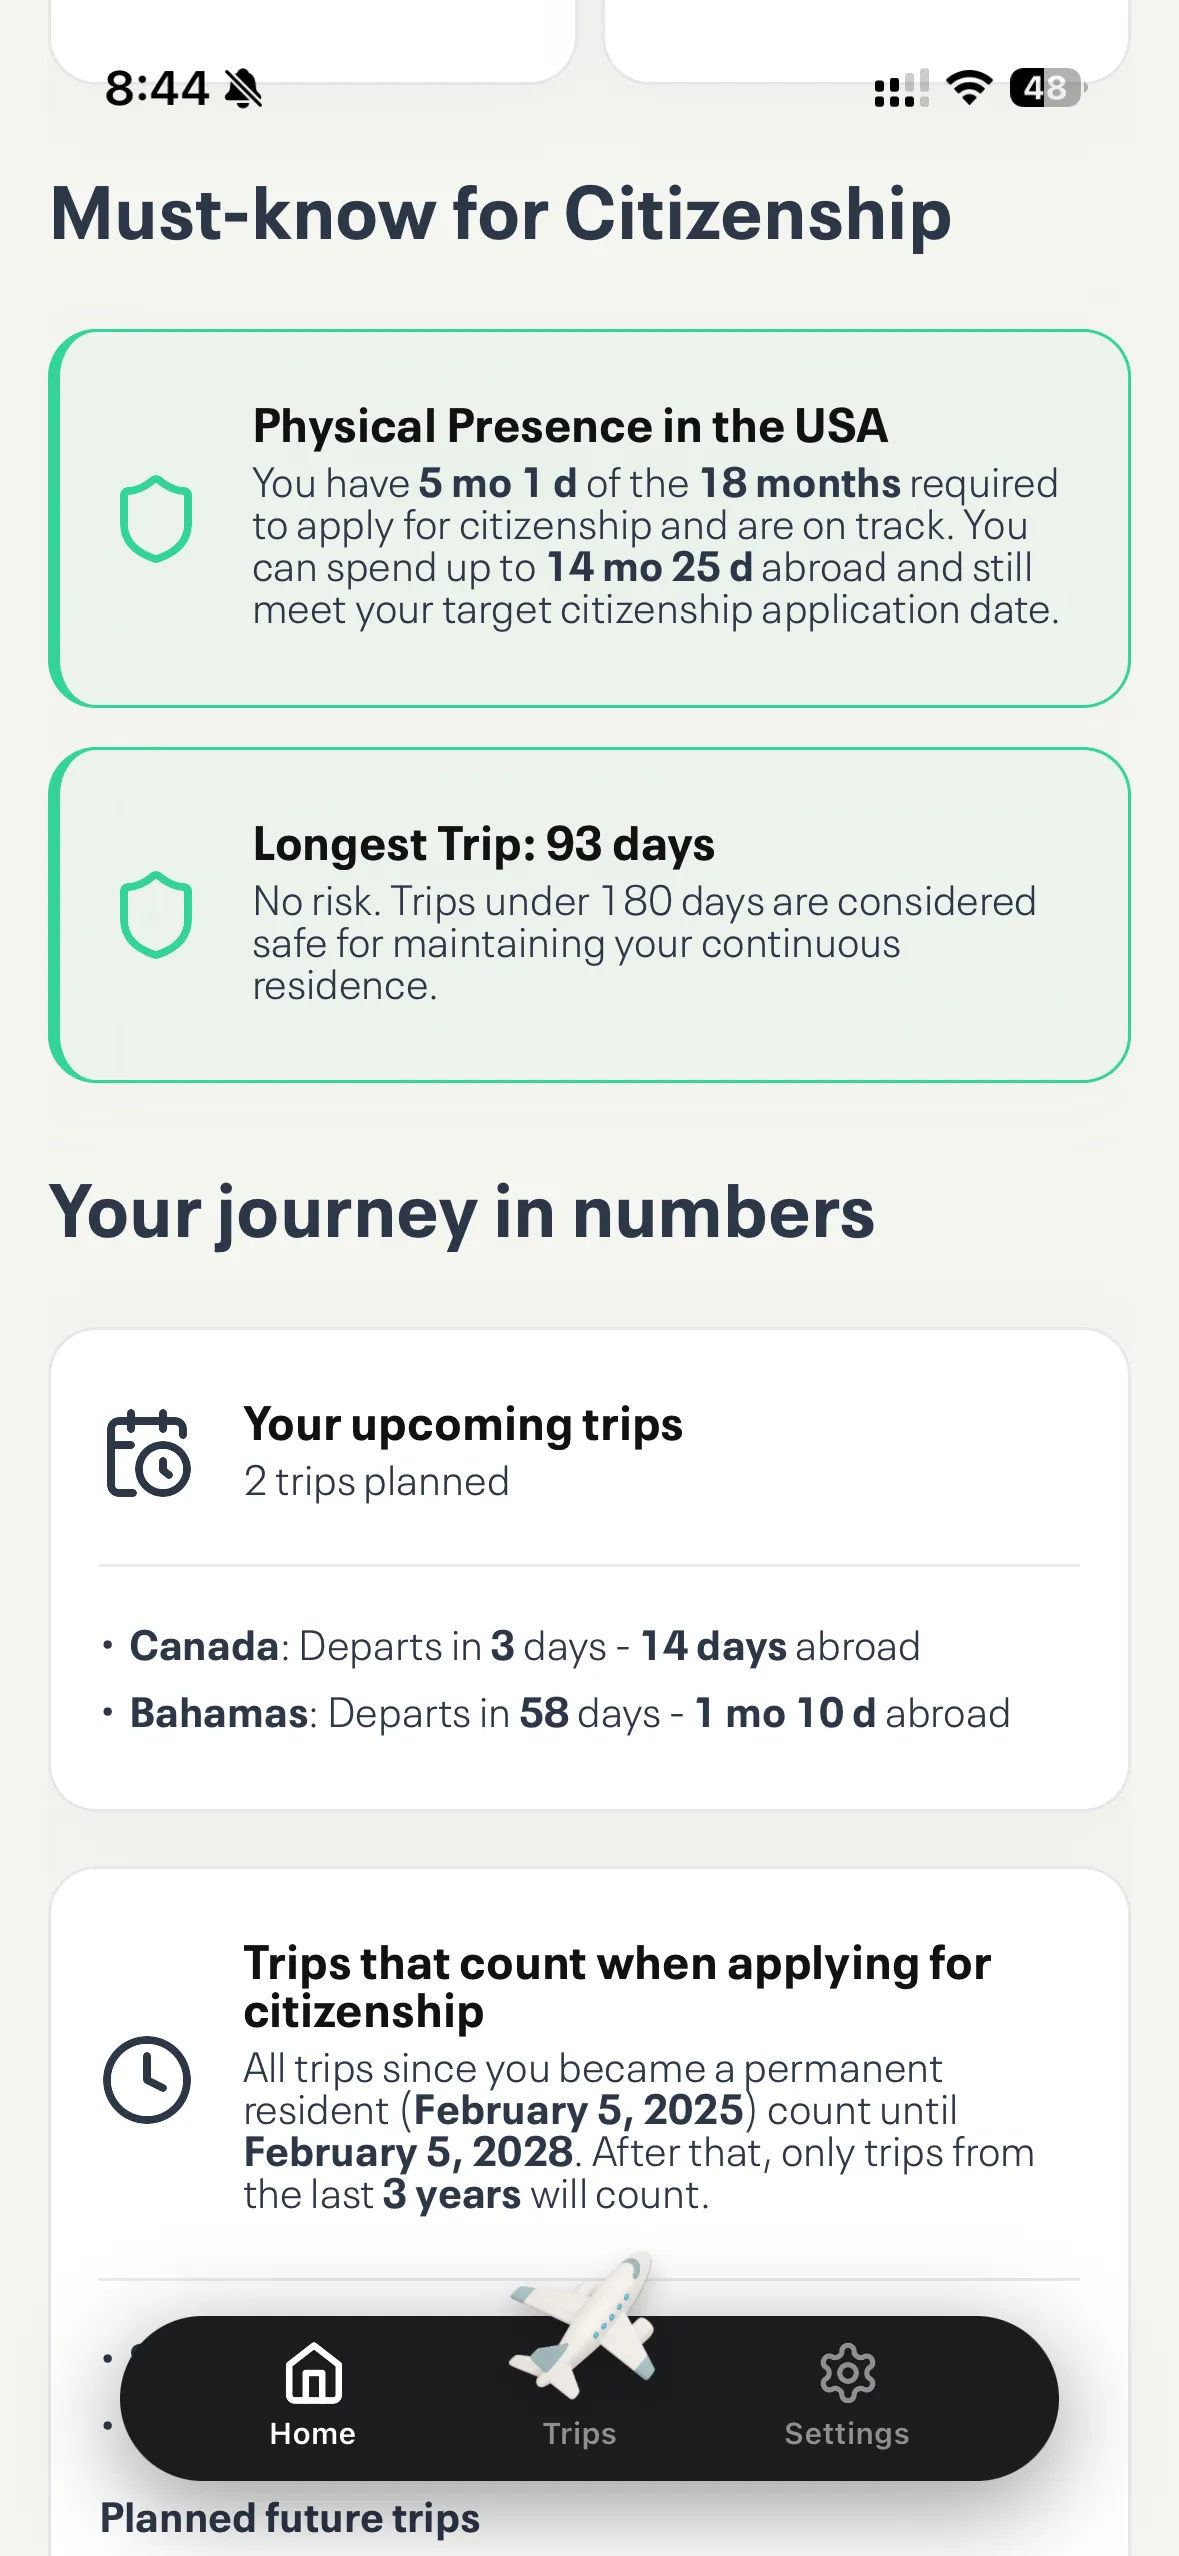 8:44
48
Must-know for Citizenship
Physical Presence in the USA
You have 5 mo 1 d of the 18 months required
to apply for citizenship and are on track. You
can spend up to 14 mo 25 d abroad and still
meet your target citizenship application date.
Longest Trip: 93 days
No risk. Trips under 180 days are considered
safe for maintaining your continuous
residence.
Your journey in numbers
Your upcoming trips
2 trips planned
• Canada: Departs in 3 days - 14 days abroad
• Bahamas: Departs in 58 days - 1 mo 10 d abroad
Trips that count when applying for
citizenship
All trips since you became a permanent
resident (February 5, 2025) count until
February 5, 2028. After that, only trips from
the last 3 years will count.
Home
Trips
Settings
Planned future trips